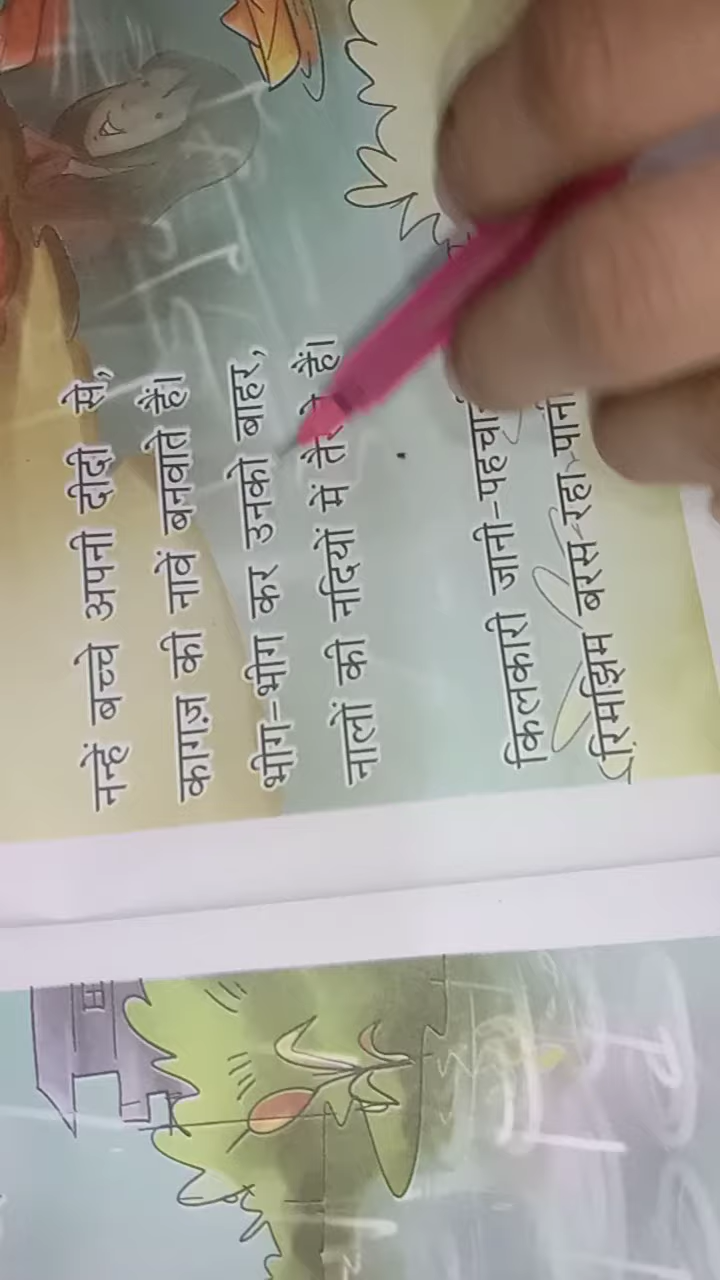 नन्हें बच्चे अपनी दीदी से,
कागज़ की नावें बनवाते हैं।
भीग-भीग कर उनको बाहर,
नालों की नदियों में हैं।
किलकारी जानी-पहचा
रिमझिम बरस रहा पानी